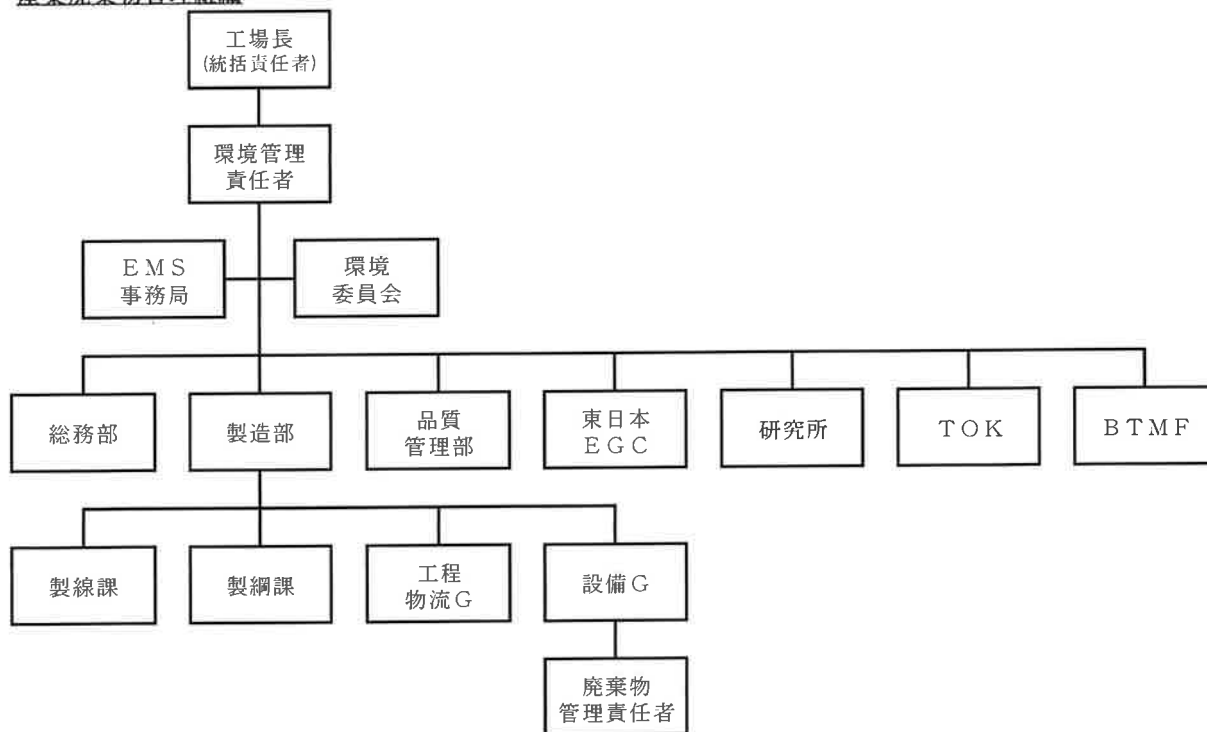 工場長
(統括責任者)
環境管理
責任者
EMS
事務局
環境
委員会
総務部
製造部
品質
管理部
東日本
EGC
研究所
TOK
BTMF
製線課
製綱課
工程
物流G
設備G
廃棄物
管理責任者